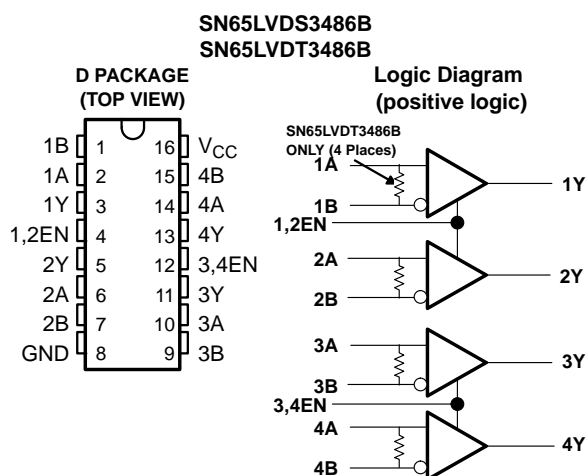 SN65LVDS3486B
SN65LVDT3486B
D PACKAGE
(TOP VIEW)
1B 1 16 VCC
1A 2 15 4B
1Y 3 14 4A
1,2EN 4 13 4Y
2Y 5 12 3,4EN
2A 6 11 3Y
2B 7 10 3A
GND 8 9 3B
Logic Diagram
(positive logic)
SN65LVDT3486B
ONLY (4 Places)
1A
1Y
1B
1,2EN
2A
2Y
2B
3A
3Y
3B
3,4EN
4A
4Y
4B